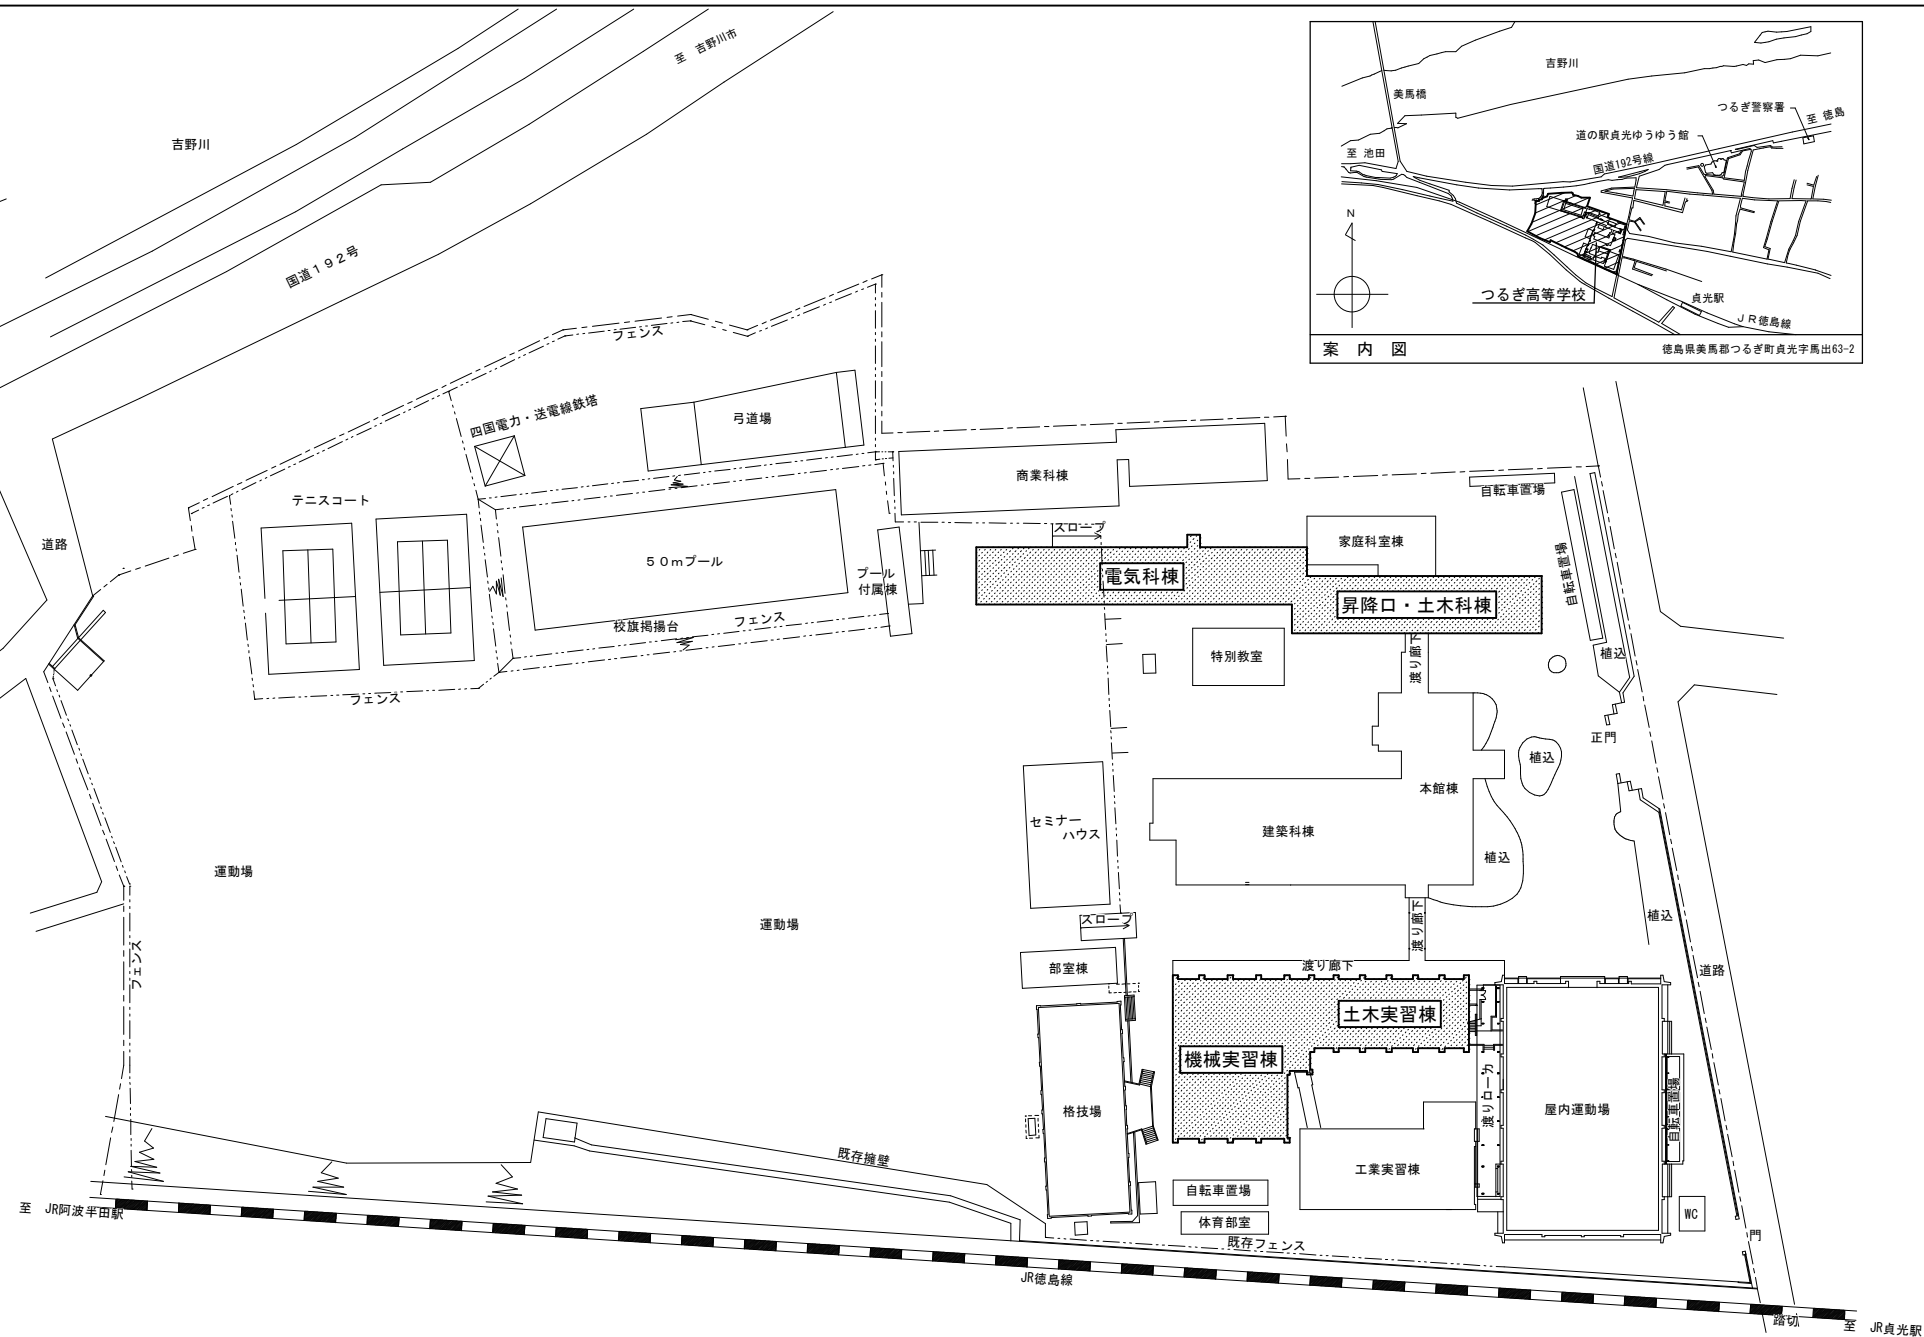 至 吉野川市
吉野川
国道192号
吉野川
美馬橋
つるぎ警察署
至 徳島
道の駅貞光ゆうゆう館
至 池田
国道192号線
N
つるぎ高等学校
貞光駅
JR徳島線
案 内 図
徳島県美馬郡つるぎ町貞光字馬出63-2
フェンス
四国電力・送電線鉄塔
弓道場
商業科棟
テニスコート
自転車置場
スローブ
家庭科室棟
道路
50mプール
プール
付属棟
電気科棟
自転車置場
昇降口・土木科棟
校旗掲揚台
フェンス
特別教室
渡り廊下
植込
フェンス
正門
植込
本館棟
セミナー
ハウス
建築科棟
植込
運動場
運動場
スローブ
渡り廊下
植込
フェンス
部室棟
渡り廊下
道路
土木実習棟
機械実習棟
格技場
渡りローカ
屋内運動場
自転車置場
既存擁壁
工業実習棟
自転車置場
至 JR阿波半田駅
体育部室
WC
既存フェンス
門
JR徳島線
踏切
至 JR貞光駅